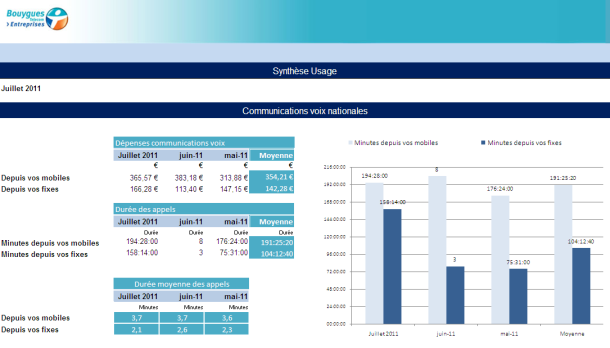 Bouygues
Telecom
> Entreprises
Synthèse Usage
Juillet 2011
Communications voix nationales
Dépenses communications voix
Juillet 2011 juin-11 mai-11 Moyenne
€ € € €
Depuis vos mobiles 365,57 € 383,18 € 313,88 € 354,21 €
Depuis vos fixes 166,28 € 113,40 € 147,15 € 142,28 €
Durée des appels
Juillet 2011 juin-11 mai-11 Moyenne
Durée Durée Durée Durée
Minutes depuis vos mobiles 194:28:00 8 176:24:00 191:25:20
Minutes depuis vos fixes 158:14:00 3 75:31:00 104:12:40
Durée moyenne des appels
Juillet 2011 juin-11 mai-11
Minutes Minutes Minutes
Depuis vos mobiles 3,7 3,7 3,6
Depuis vos fixes 2,1 2,6 2,3
Minutes depuis vos mobiles Minutes depuis vos fixes
216:00:00
192:00:00
168:00:00
144:00:00
120:00:00
96:00:00
72:00:00
48:00:00
24:00:00
00:00:00
194:28:00
158:14:00
8
3
176:24:00
75:31:00
191:25:20
104:12:40
Juillet 2011 juin-11 mai-11 Moyenne